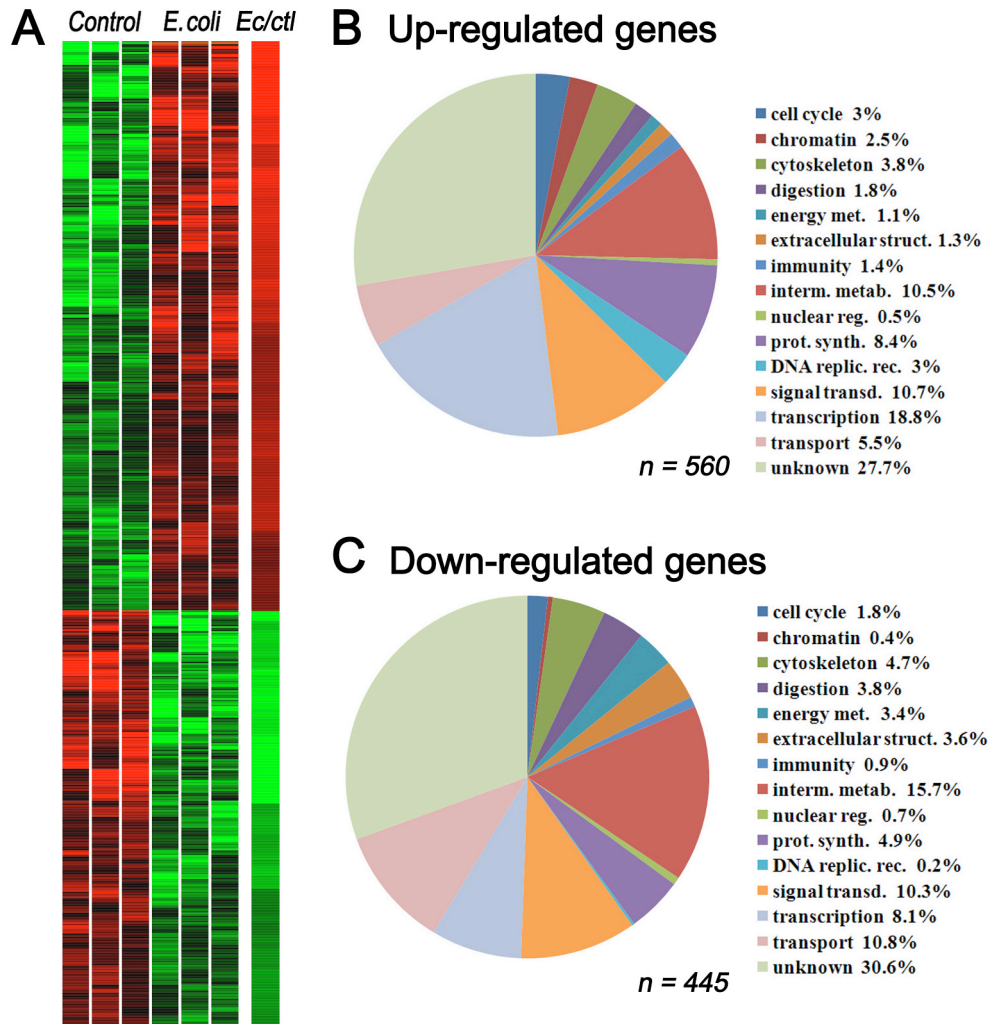 A
Control E.coli Ec/ctl
B Up-regulated genes
cell cycle 3%
chromatin 2.5%
cytoskeleton 3.8%
digestion 1.8%
energy met. 1.1%
extracellular struct. 1.3%
immunity 1.4%
interm. metab. 10.5%
nuclear reg. 0.5%
prot. synth. 8.4%
DNA replic. rec. 3%
signal transd. 10.7%
transcription 18.8%
transport 5.5%
unknown 27.7%
n = 560
C Down-regulated genes
cell cycle 1.8%
chromatin 0.4%
cytoskeleton 4.7%
digestion 3.8%
energy met. 3.4%
extracellular struct. 3.6%
immunity 0.9%
interm. metab. 15.7%
nuclear reg. 0.7%
prot. synth. 4.9%
DNA replic. rec. 0.2%
signal transd. 10.3%
transcription 8.1%
transport 10.8%
unknown 30.6%
n = 445